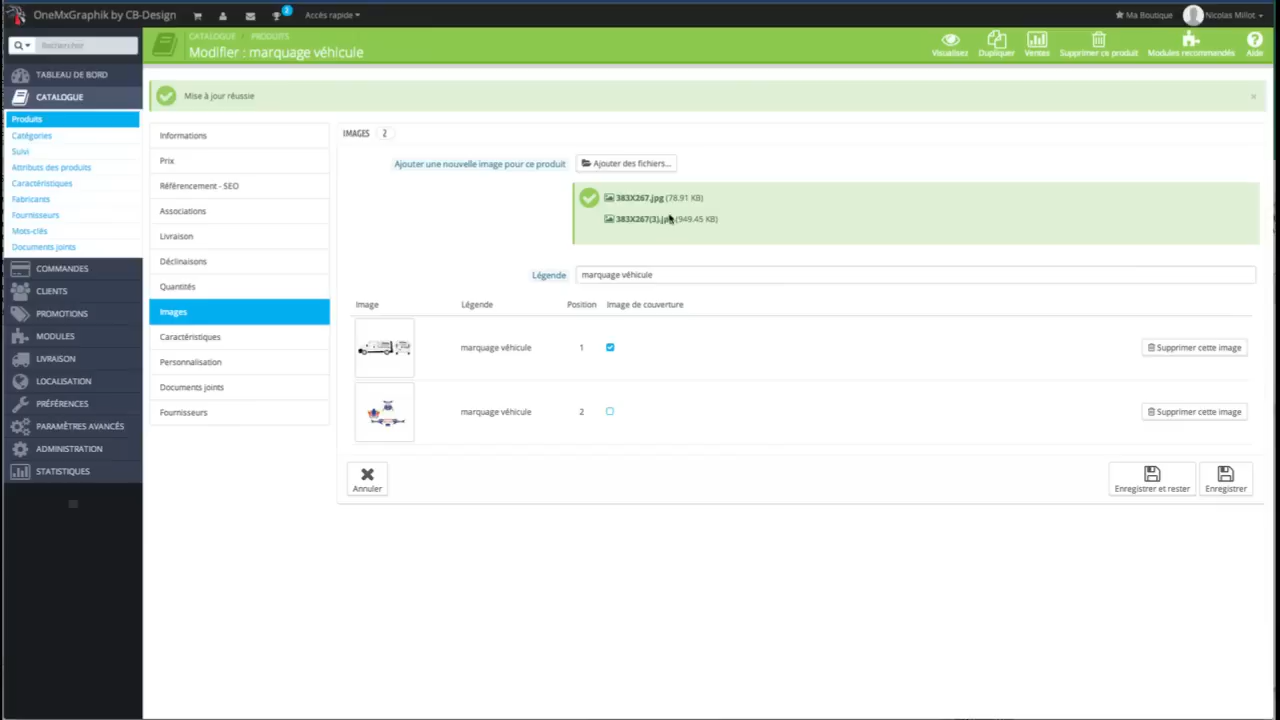 OneMxGraphik by CB-Design
2
Accès rapide
Ma Boutique
Nicolas Millot
Rechercher
CATALOGUE
PRODUITS
Modifier : marquage véhicule
Visualisez
Dupliquer
Ventes
Supprimer ce produit
Modules recommandés
Aide
TABLEAU DE BORD
CATALOGUE
Produits
Catégories
Suivi
Attributs des produits
Caractéristiques
Fabricants
Fournisseurs
Mots-clés
Documents joints
COMMANDES
CLIENTS
PROMOTIONS
MODULES
LIVRAISON
LOCALISATION
PRÉFÉRENCES
PARAMÈTRES AVANCÉS
ADMINISTRATION
STATISTIQUES
Mise à jour réussie
×
Informations
Prix
Référencement - SEO
Associations
Livraison
Déclinaisons
Quantités
Images
Caractéristiques
Personnalisation
Documents joints
Fournisseurs
IMAGES 2
Ajouter une nouvelle image pour ce produit
Ajouter des fichiers...
383X267.jpg (78.91 KB)
383X267(3).jpg (949.45 KB)
Légende
marquage véhicule
Image Légende Position Image de couverture
marquage véhicule 1 Supprimer cette image
marquage véhicule 2 Supprimer cette image
Annuler
Enregistrer et rester
Enregistrer